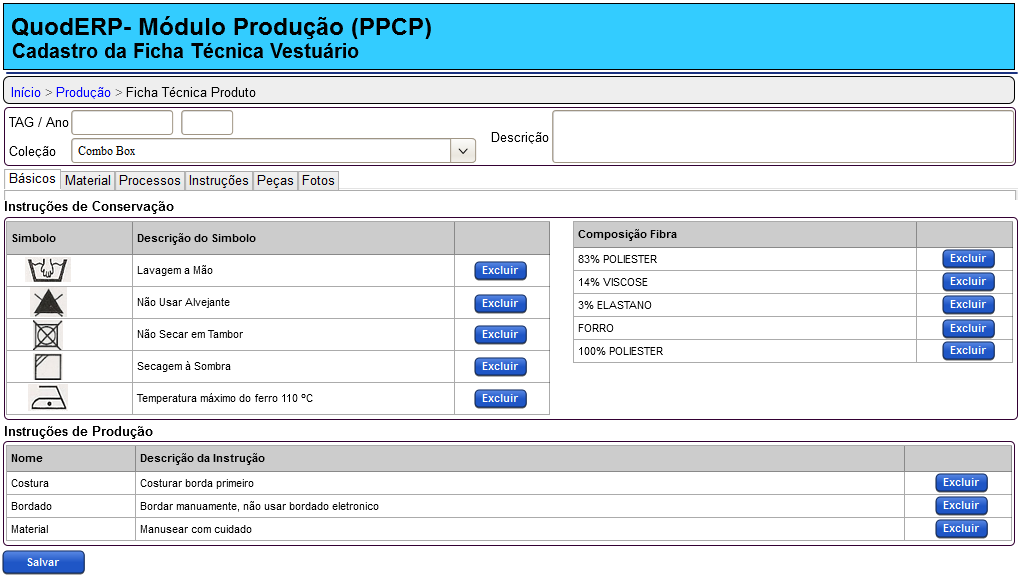 QuodERP- Módulo Produção (PPCP)
Cadastro da Ficha Técnica Vestuário
Início > Produção > Ficha Técnica Produto
TAG / Ano
Coleção Combo Box
Descrição
Básicos Material Processos Instruções Peças Fotos
Instruções de Conservação
Simbolo Descrição do Simbolo
Lavagem a Mão Excluir
Não Usar Alvejante Excluir
Não Secar em Tambor Excluir
Secagem à Sombra Excluir
Temperatura máximo do ferro 110 ºC Excluir
Composição Fibra
83% POLIESTER Excluir
14% VISCOSE Excluir
3% ELASTANO Excluir
FORRO Excluir
100% POLIESTER Excluir
Instruções de Produção
Nome Descrição da Instrução
Costura Costurar borda primeiro Excluir
Bordado Bordar manuamente, não usar bordado eletronico Excluir
Material Manusear com cuidado Excluir
Salvar